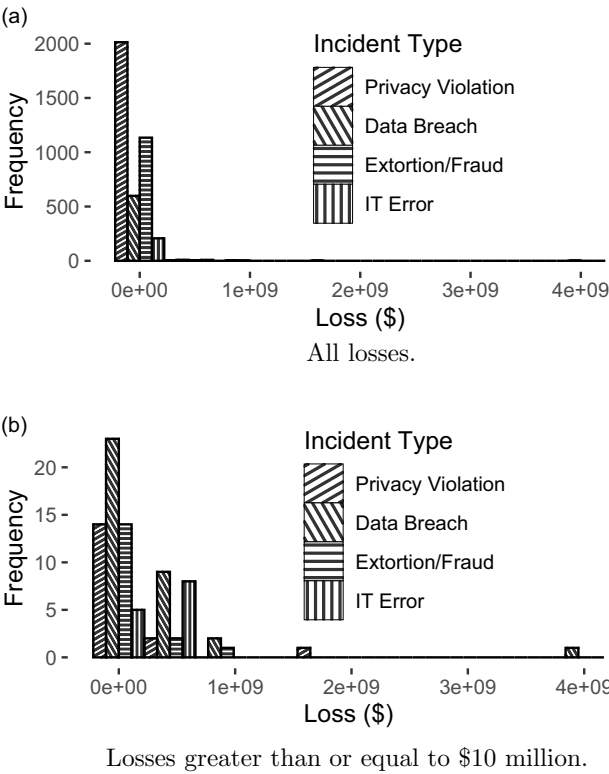 (a)
Incident Type
Privacy Violation
Data Breach
Extortion/Fraud
IT Error
Frequency
2000
1500
1000
500
0
0e+00 1e+09 2e+09 3e+09 4e+09
Loss ($)
All losses.
(b)
Incident Type
Privacy Violation
Data Breach
Extortion/Fraud
IT Error
Frequency
20
15
10
5
0
0e+00 1e+09 2e+09 3e+09 4e+09
Loss ($)
Losses greater than or equal to $10 million.